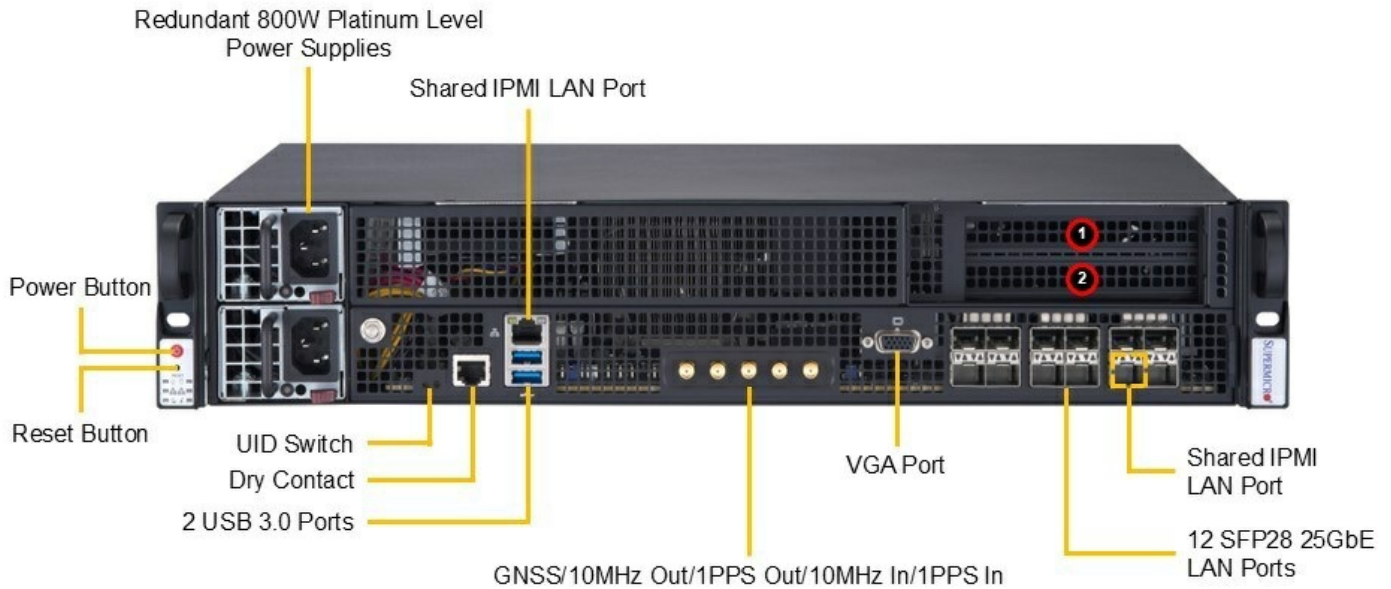 Redundant 800W Platinum Level
Power Supplies
Shared IPMI LAN Port
Power Button
1
2
Reset Button
SUPERMICRO
UID Switch
Dry Contact
2 USB 3.0 Ports
VGA Port
Shared IPMI
LAN Port
12 SFP28 25GbE
LAN Ports
GNSS/10MHz Out/1PPS Out/10MHz In/1PPS In